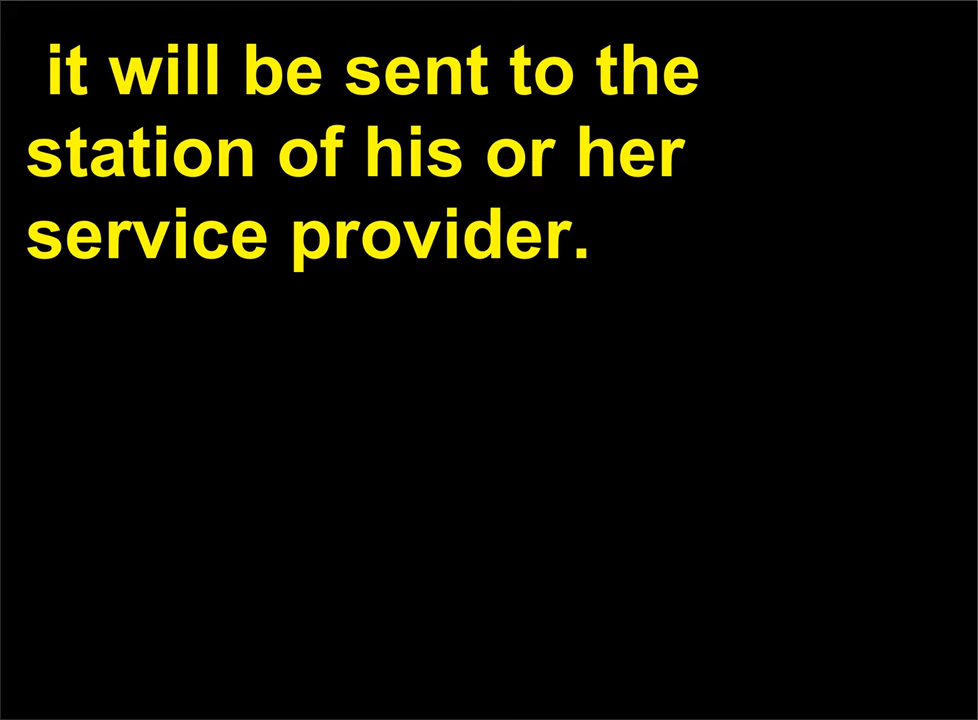 it will be sent to the
station of his or her
service provider.